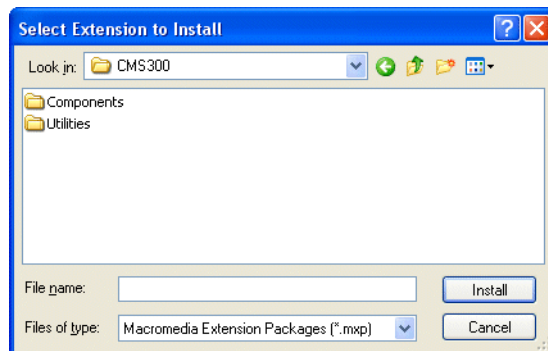 Select Extension to Install
Look in: CMS300
Components
Utilities
File name: Install
Files of type: Macromedia Extension Packages (*.mxp) Cancel